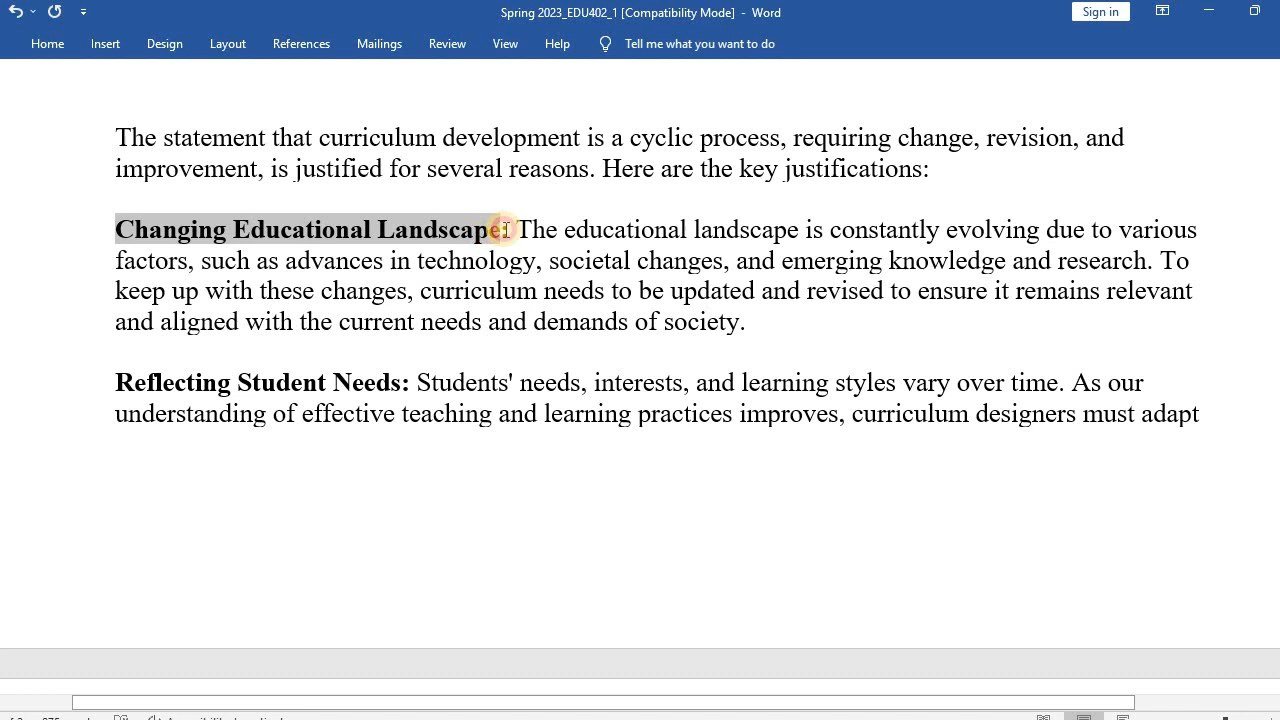 Spring 2023_EDU402_1 [Compatibility Mode] - Word
Sign in
Home Insert Design Layout References Mailings Review View Help Tell me what you want to do
The statement that curriculum development is a cyclic process, requiring change, revision, and
improvement, is justified for several reasons. Here are the key justifications:
Changing Educational Landscape: The educational landscape is constantly evolving due to various
factors, such as advances in technology, societal changes, and emerging knowledge and research. To
keep up with these changes, curriculum needs to be updated and revised to ensure it remains relevant
and aligned with the current needs and demands of society.
Reflecting Student Needs: Students' needs, interests, and learning styles vary over time. As our
understanding of effective teaching and learning practices improves, curriculum designers must adapt